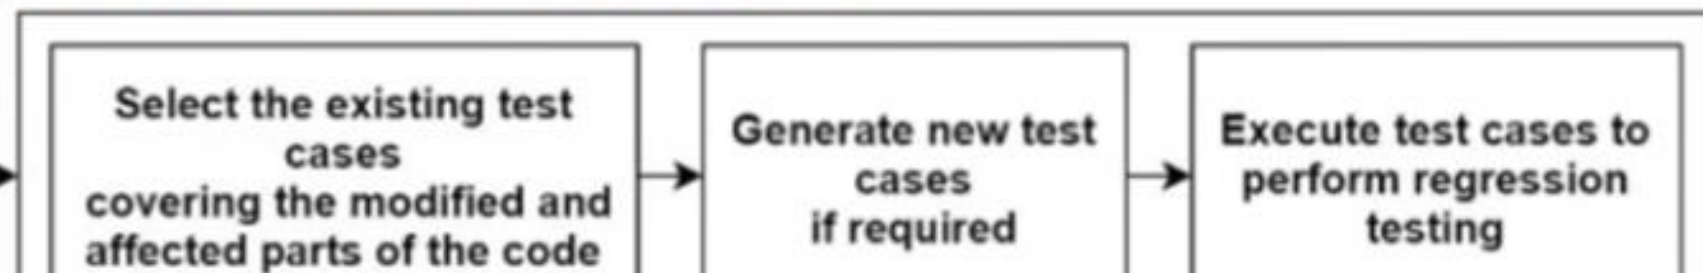 Select the existing test
cases
covering the modified and
affected parts of the code
Generate new test
cases
if required
Execute test cases to
perform regression
testing